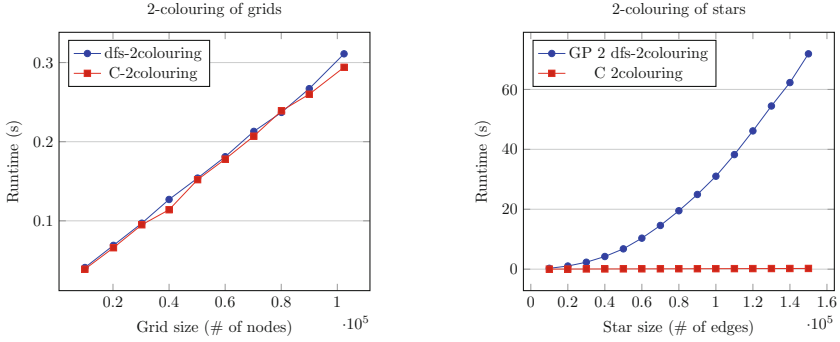 2-colouring of grids
dfs-2colouring
C-2colouring
0.3
0.2
0.1
Runtime (s)
0.2 0.4 0.6 0.8 1
·10^5
Grid size (# of nodes)
2-colouring of stars
GP 2 dfs-2colouring
C 2colouring
60
40
20
0
Runtime (s)
0 0.2 0.4 0.6 0.8 1 1.2 1.4 1.6
·10^5
Star size (# of edges)